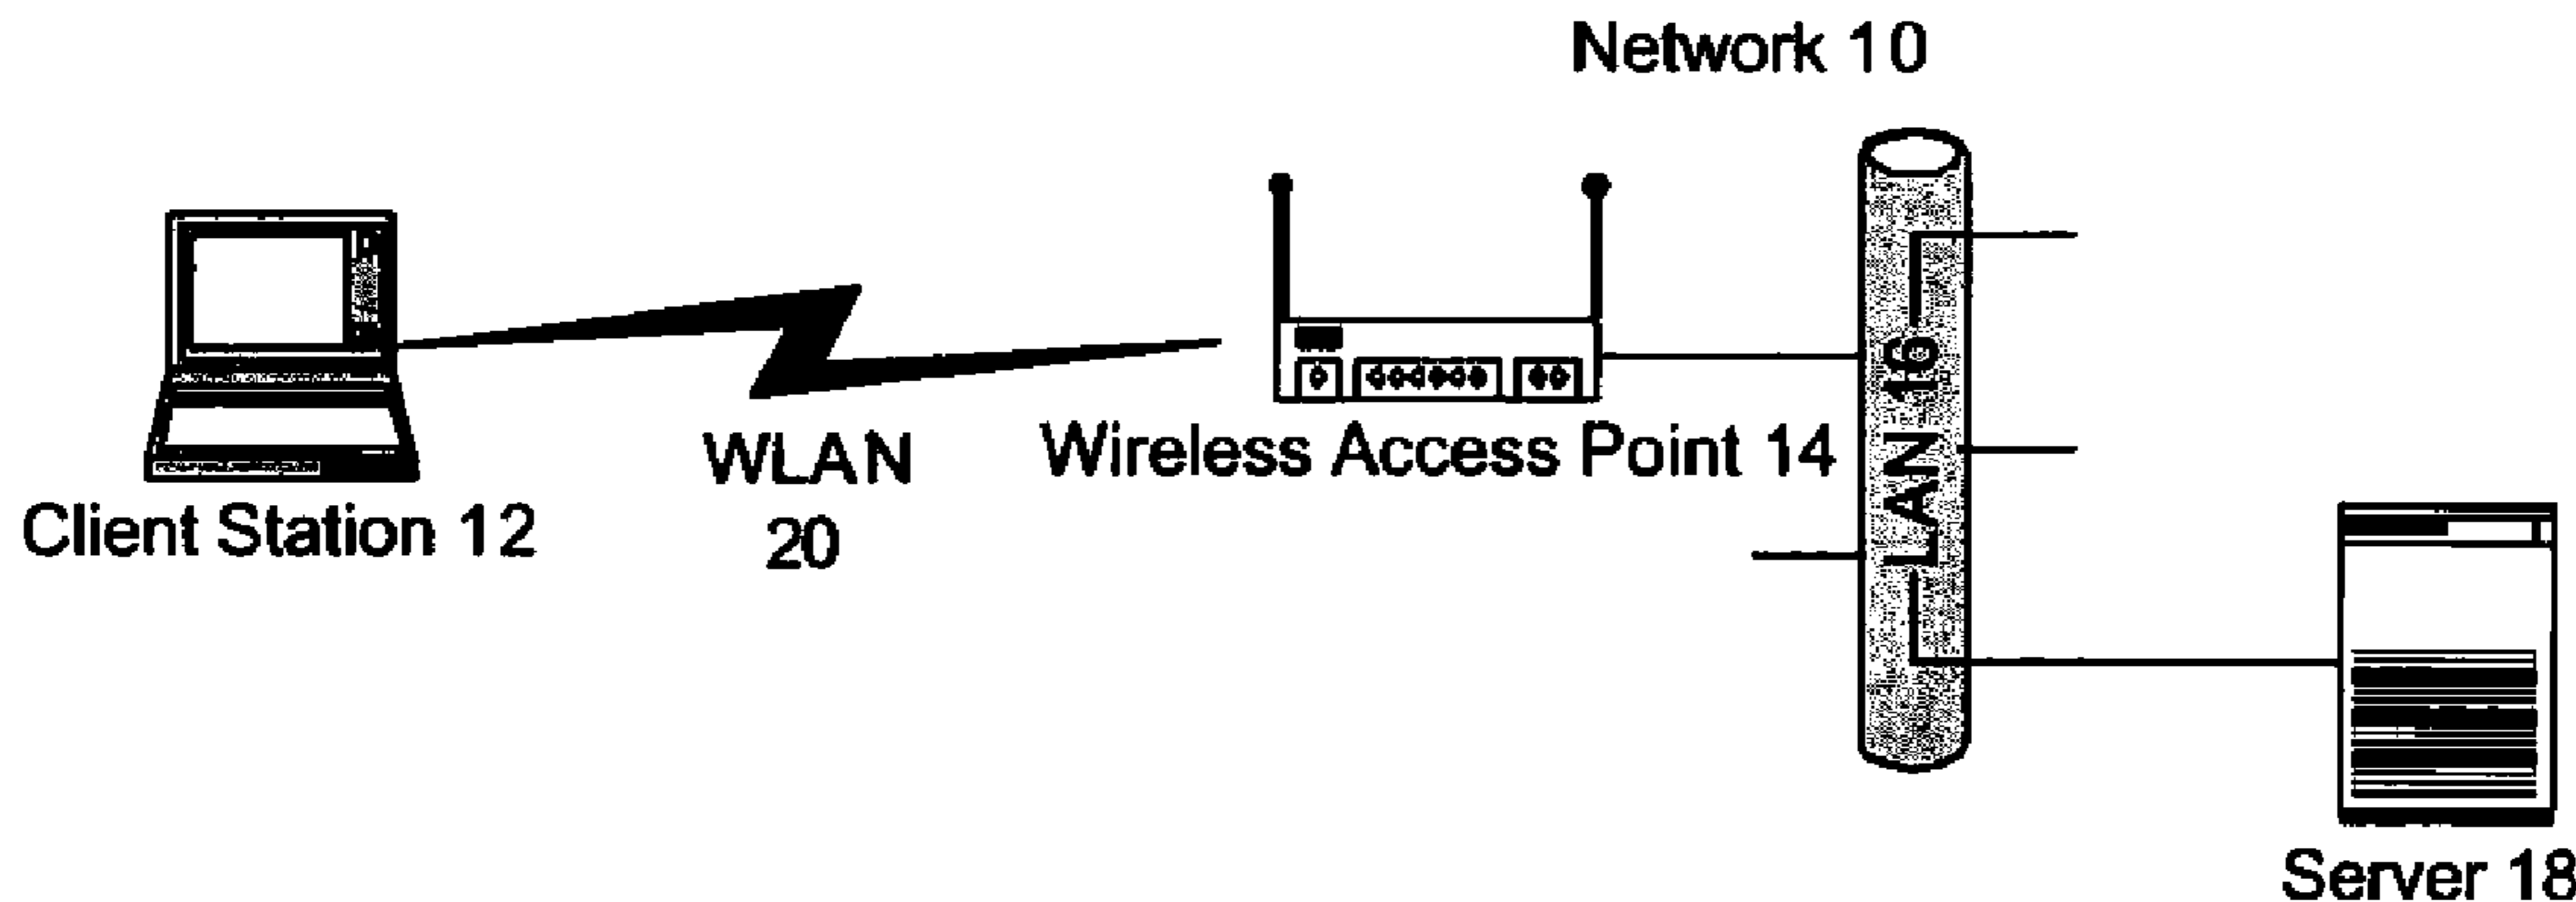 Network 10
Client Station 12
WLAN
20
Wireless Access Point 14
LAN 16
Server 18